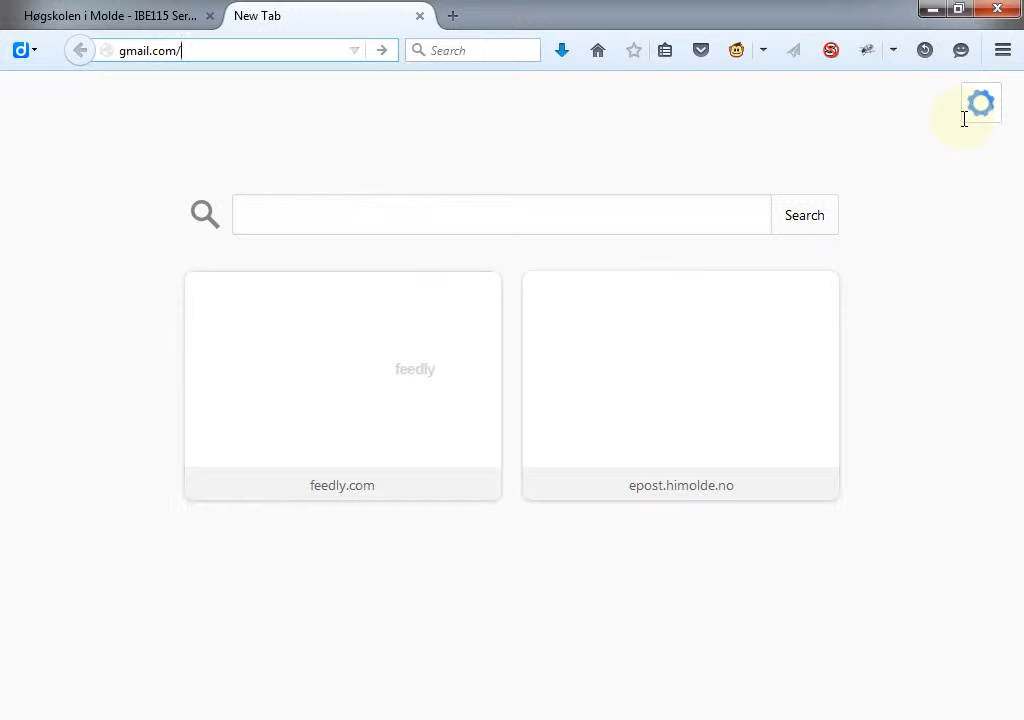 Høgskolen i Molde - IBE115 Ser...
New Tab
d
gmail.com/
Search
Search
feedly
feedly.com
epost.himolde.no